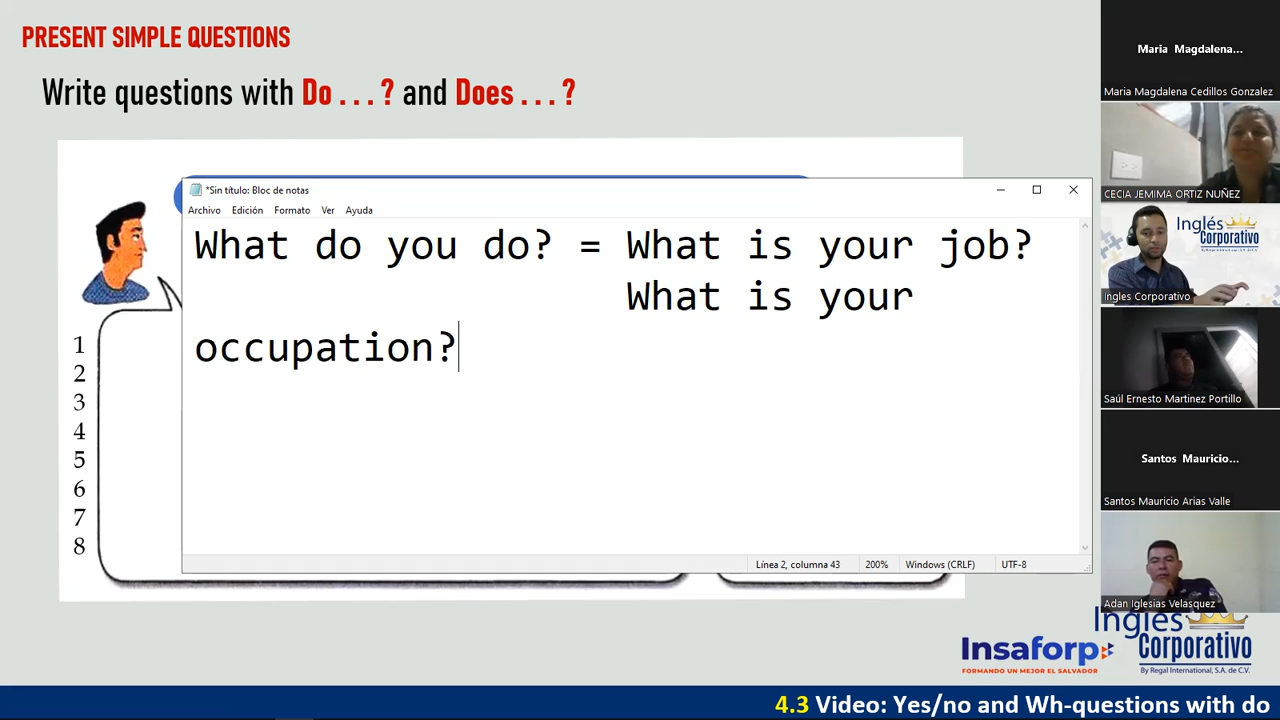 PRESENT SIMPLE QUESTIONS
Write questions with Do . . . ? and Does . . . ?
*Sin título: Bloc de notas
Archivo Edición Formato Ver Ayuda
What do you do? = What is your job?
What is your
occupation?
1
2
3
4
5
6
7
8
Línea 2, columna 43 200% Windows (CRLF) UTF-8
Maria Magdalena...
Maria Magdalena Cedillos Gonzalez
CECIA JEMIMA ORTIZ NUÑEZ
Inglés
Corporativo
By Regal International, S.A. de C.V.
Ingles Corporativo
Saúl Ernesto Martinez Portillo
Santos Mauricio...
Santos Mauricio Arias Valle
Adan Iglesias Velasquez
Insaforp
FORMANDO UN MEJOR EL SALVADOR
Inglés
Corporativo
By Regal International, S.A. de C.V.
4.3 Video: Yes/no and Wh-questions with do